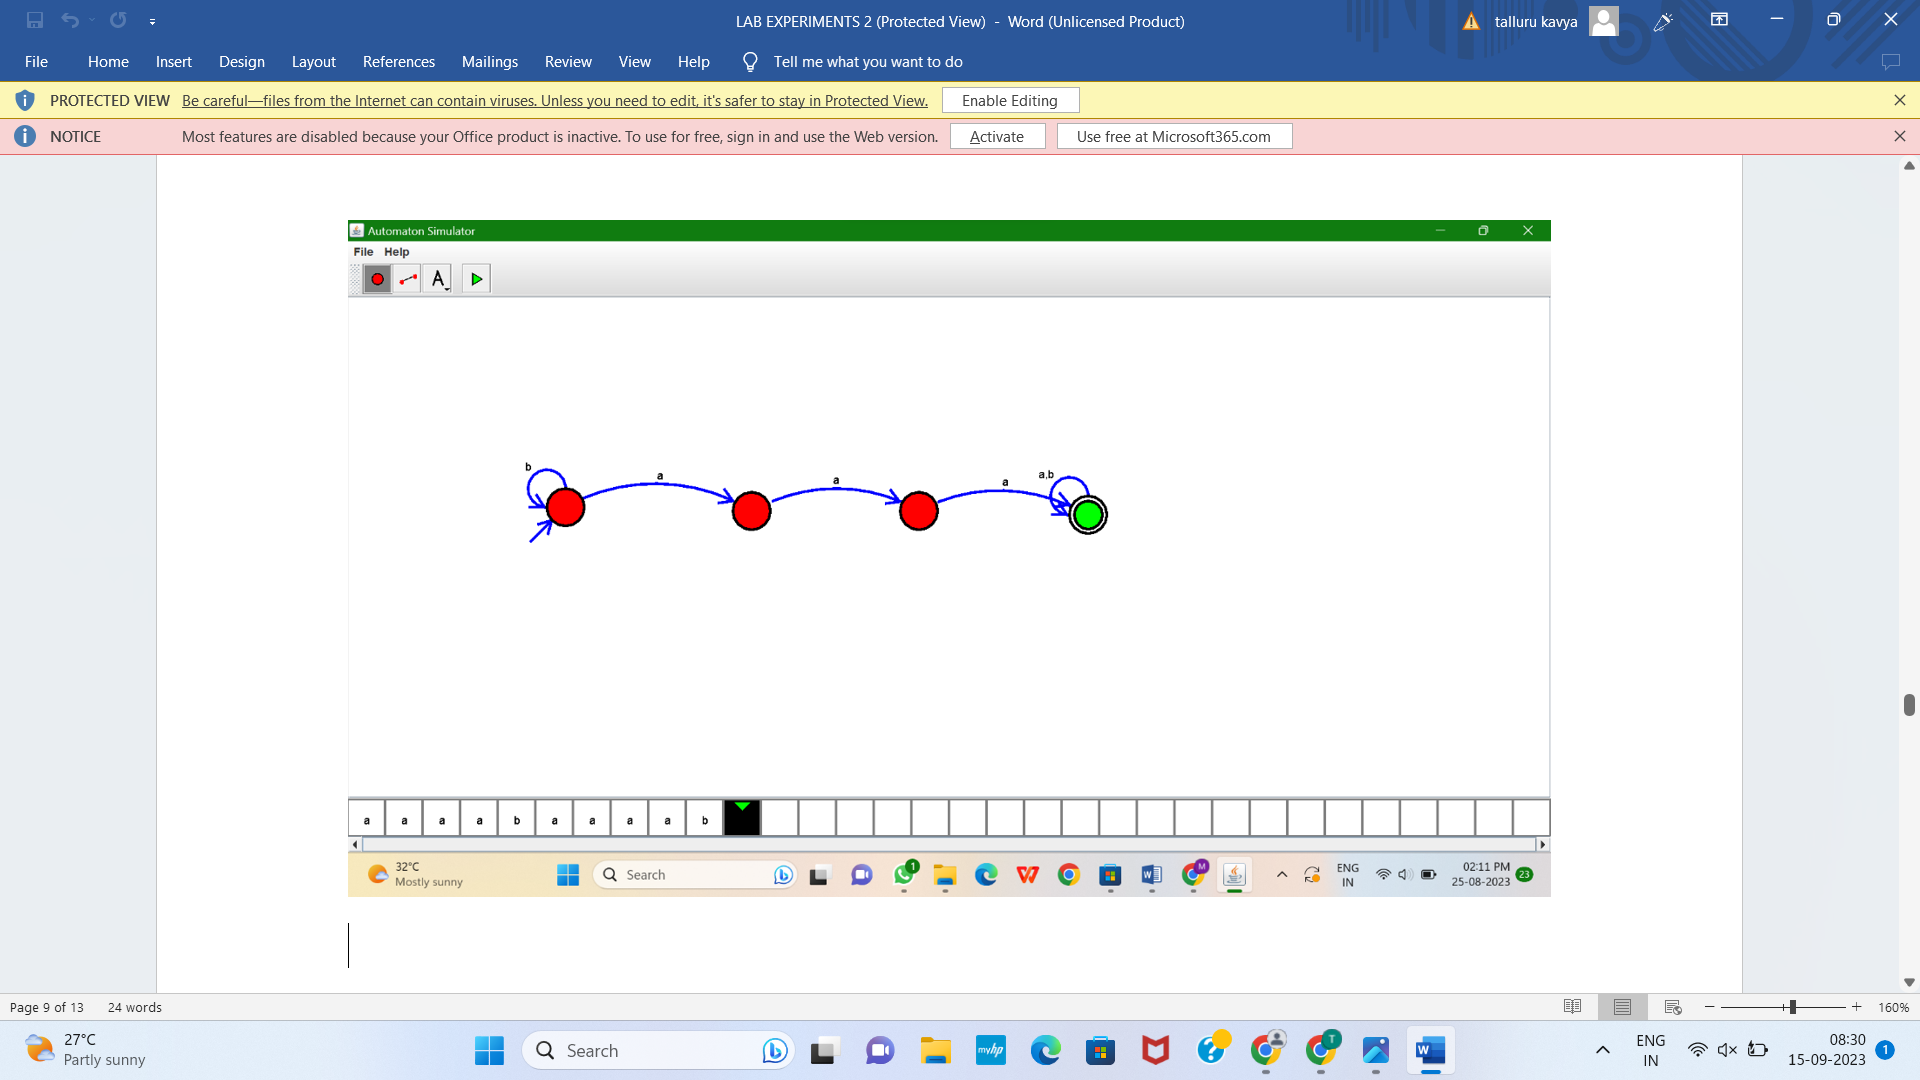 LAB EXPERIMENTS 2 (Protected View) - Word (Unlicensed Product)
talluru kavya
File Home Insert Design Layout References Mailings Review View Help Tell me what you want to do
PROTECTED VIEW Be careful—files from the Internet can contain viruses. Unless you need to edit, it's safer to stay in Protected View. Enable Editing
NOTICE Most features are disabled because your Office product is inactive. To use for free, sign in and use the Web version. Activate Use free at Microsoft365.com
Automaton Simulator
File Help
A
b a a a a,b
a a a a b a a a a b
32°C
Mostly sunny
Search
1
M
ENG
IN
02:11 PM
25-08-2023
23
Page 9 of 13 24 words
160%
27°C
Partly sunny
Search
myhp
T
ENG
IN
08:30
15-09-2023
1